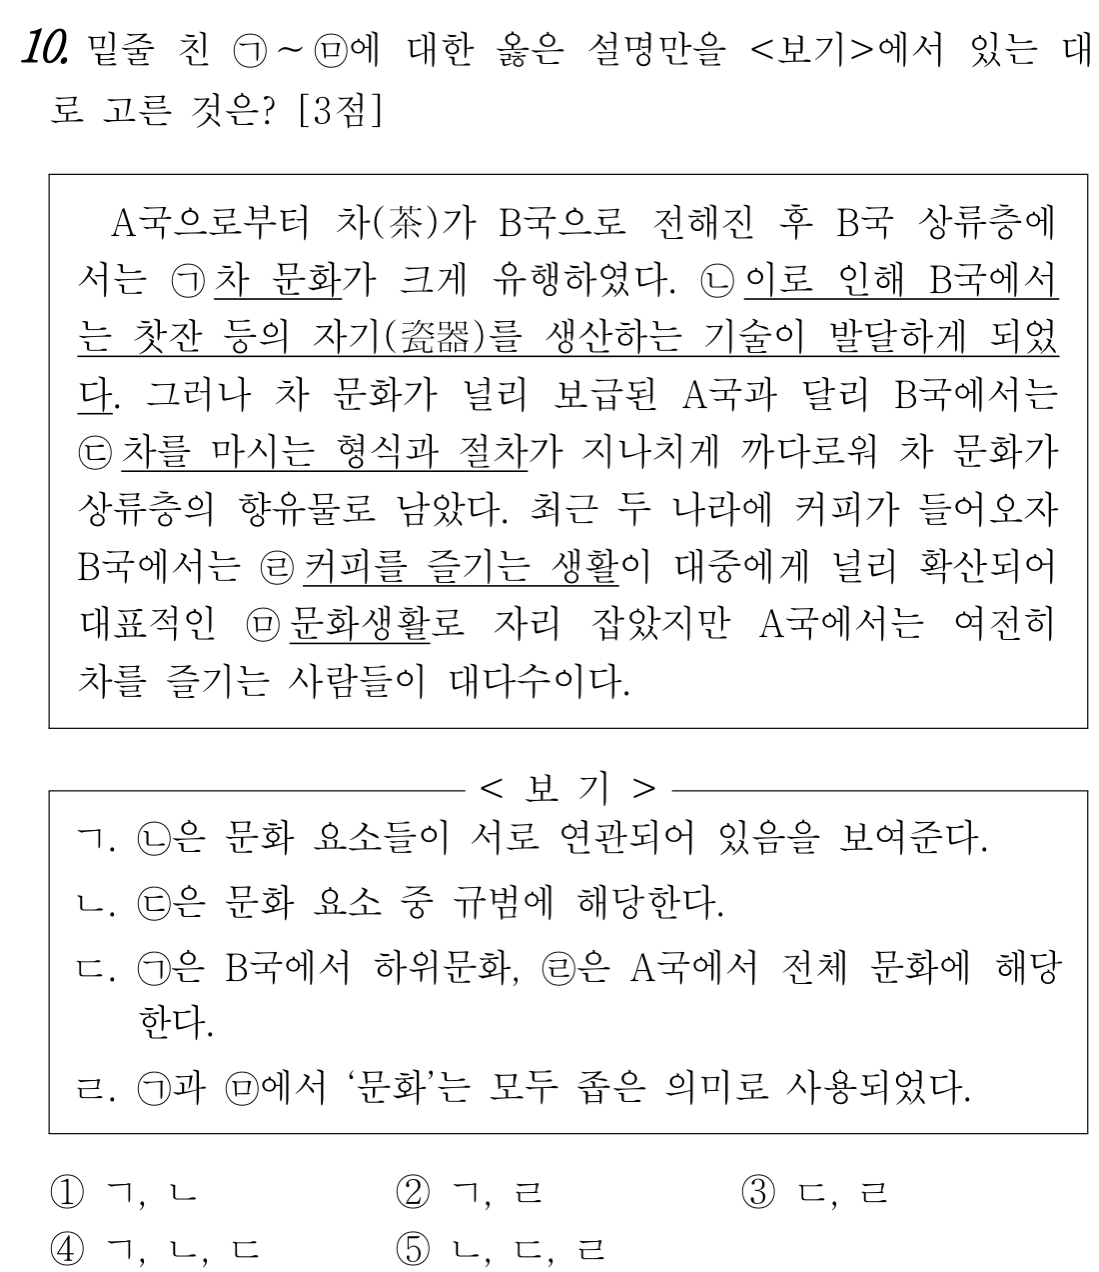 10. 밑줄 친 ㉠～㉤에 대한 옳은 설명만을 <보기>에서 있는 대
로 고른 것은? [3점]
A국으로부터 차(茶)가 B국으로 전해진 후 B국 상류층에
서는 ㉠차 문화가 크게 유행하였다. ㉡이로 인해 B국에서
는 찻잔 등의 자기(瓷器)를 생산하는 기술이 발달하게 되었
다. 그러나 차 문화가 널리 보급된 A국과 달리 B국에서는
㉢차를 마시는 형식과 절차가 지나치게 까다로워 차 문화가
상류층의 향유물로 남았다. 최근 두 나라에 커피가 들어오자
B국에서는 ㉣커피를 즐기는 생활이 대중에게 널리 확산되어
대표적인 ㉤문화생활로 자리 잡았지만 A국에서는 여전히
차를 즐기는 사람들이 대다수이다.
< 보 기 >
ㄱ. ㉡은 문화 요소들이 서로 연관되어 있음을 보여준다.
ㄴ. ㉢은 문화 요소 중 규범에 해당한다.
ㄷ. ㉠은 B국에서 하위문화, ㉣은 A국에서 전체 문화에 해당
한다.
ㄹ. ㉠과 ㉤에서 ‘문화’는 모두 좁은 의미로 사용되었다.
① ㄱ, ㄴ ② ㄱ, ㄹ ③ ㄷ, ㄹ
④ ㄱ, ㄴ, ㄷ ⑤ ㄴ, ㄷ, ㄹ